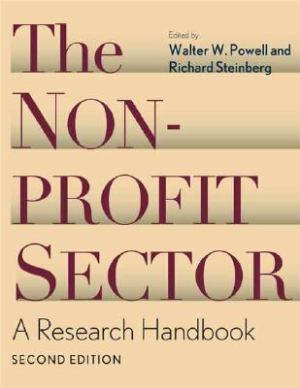 The
Edited by
Walter W. Powell and
Richard Steinberg
Non-
profit
Sector
A Research Handbook
SECOND EDITION